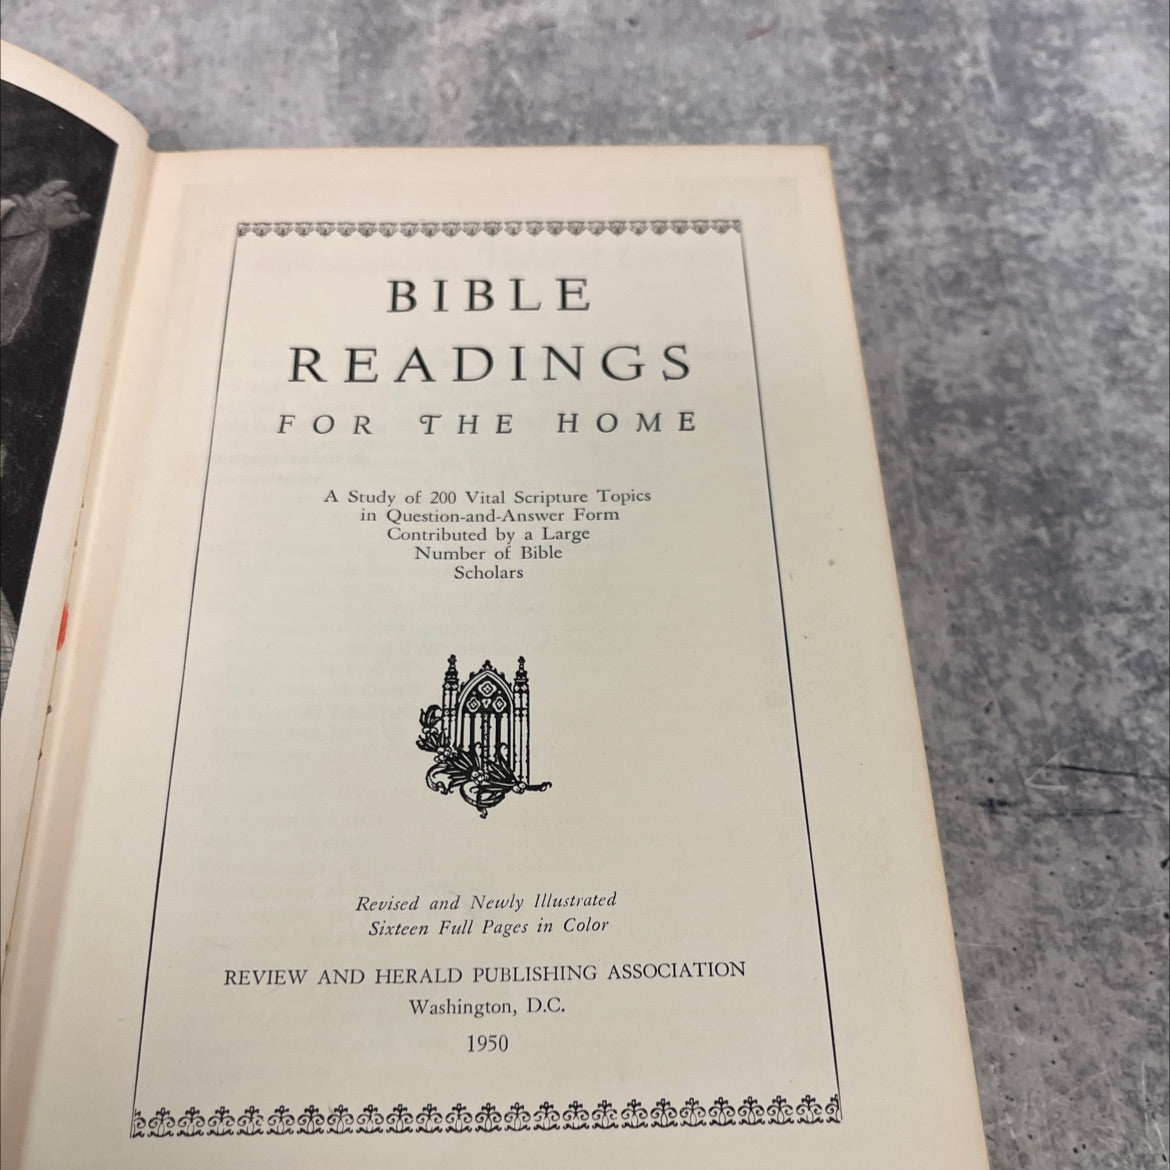 BIBLE
READINGS
FOR THE HOME
A Study of 200 Vital Scripture Topics
in Question-and-Answer Form
Contributed by a Large
Number of Bible
Scholars
Revised and Newly Illustrated
Sixteen Full Pages in Color
REVIEW AND HERALD PUBLISHING ASSOCIATION
Washington, D.C.
1950